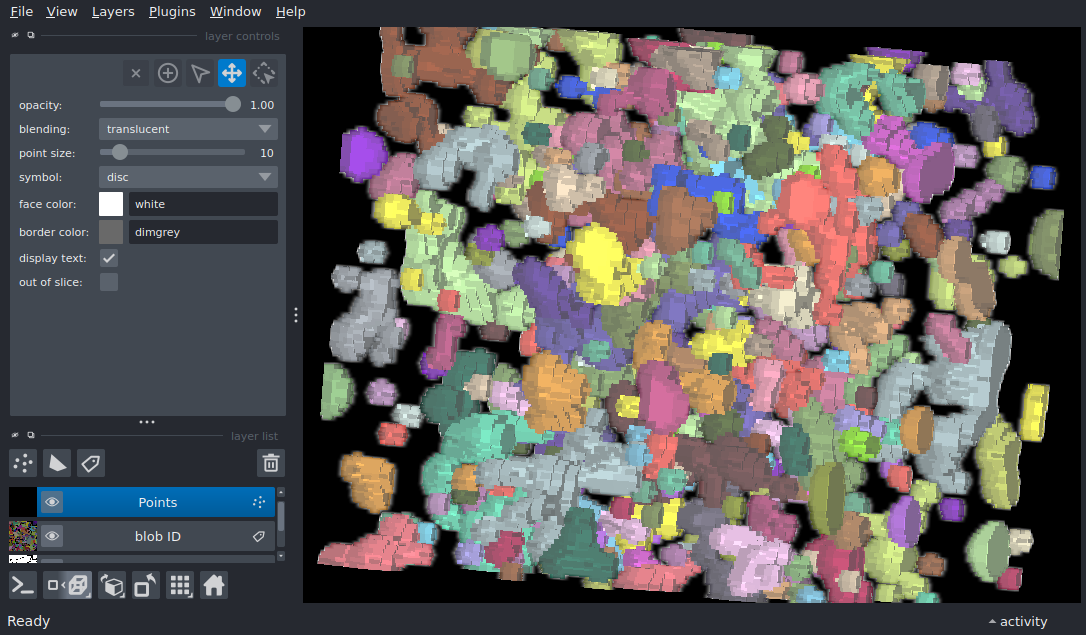 File View Layers Plugins Window Help
layer controls
opacity: 1.00
blending: translucent
point size: 10
symbol: disc
face color: white
border color: dimgrey
display text:
out of slice:
layer list
Points
blob ID
Ready activity